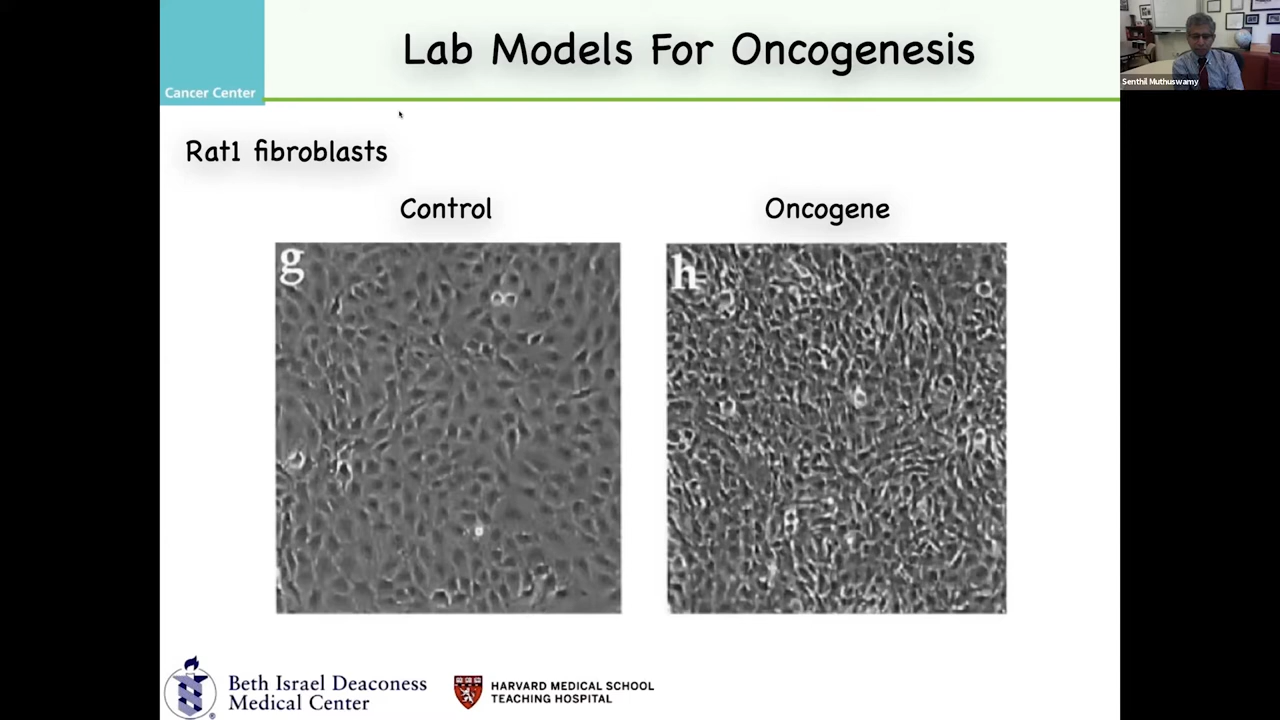 Lab Models For Oncogenesis
Senthil Muthuswamy
Cancer Center
Rat1 fibroblasts
Control
Oncogene
g
h
Beth Israel Deaconess
Medical Center
®
HARVARD MEDICAL SCHOOL
TEACHING HOSPITAL